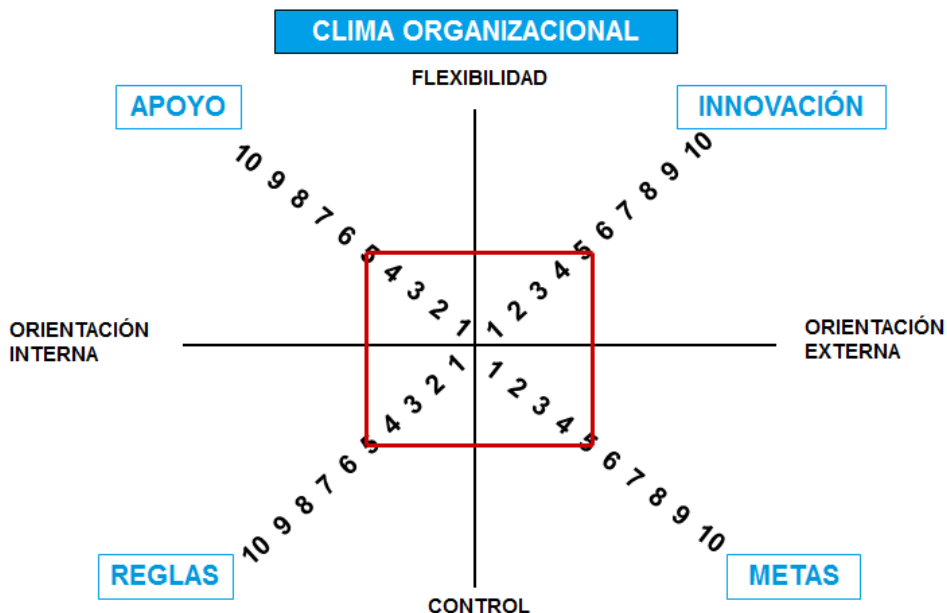 CLIMA ORGANIZACIONAL
FLEXIBILIDAD
APOYO
INNOVACIÓN
10 9 8 7 6 5 4 3 2 1
1 2 3 4 5 6 7 8 9 10
ORIENTACIÓN
INTERNA
ORIENTACIÓN
EXTERNA
10 9 8 7 6 5 4 3 2 1
1 2 3 4 5 6 7 8 9 10
REGLAS
METAS
CONTROL